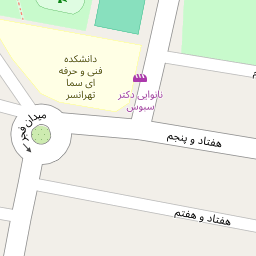 دانشکده
فنی و حرفه
ای سما
تهرانسر
نانوایی دکتر
سبوس
میدان فجر
هفتاد و پنجم
هفتاد و هفتم